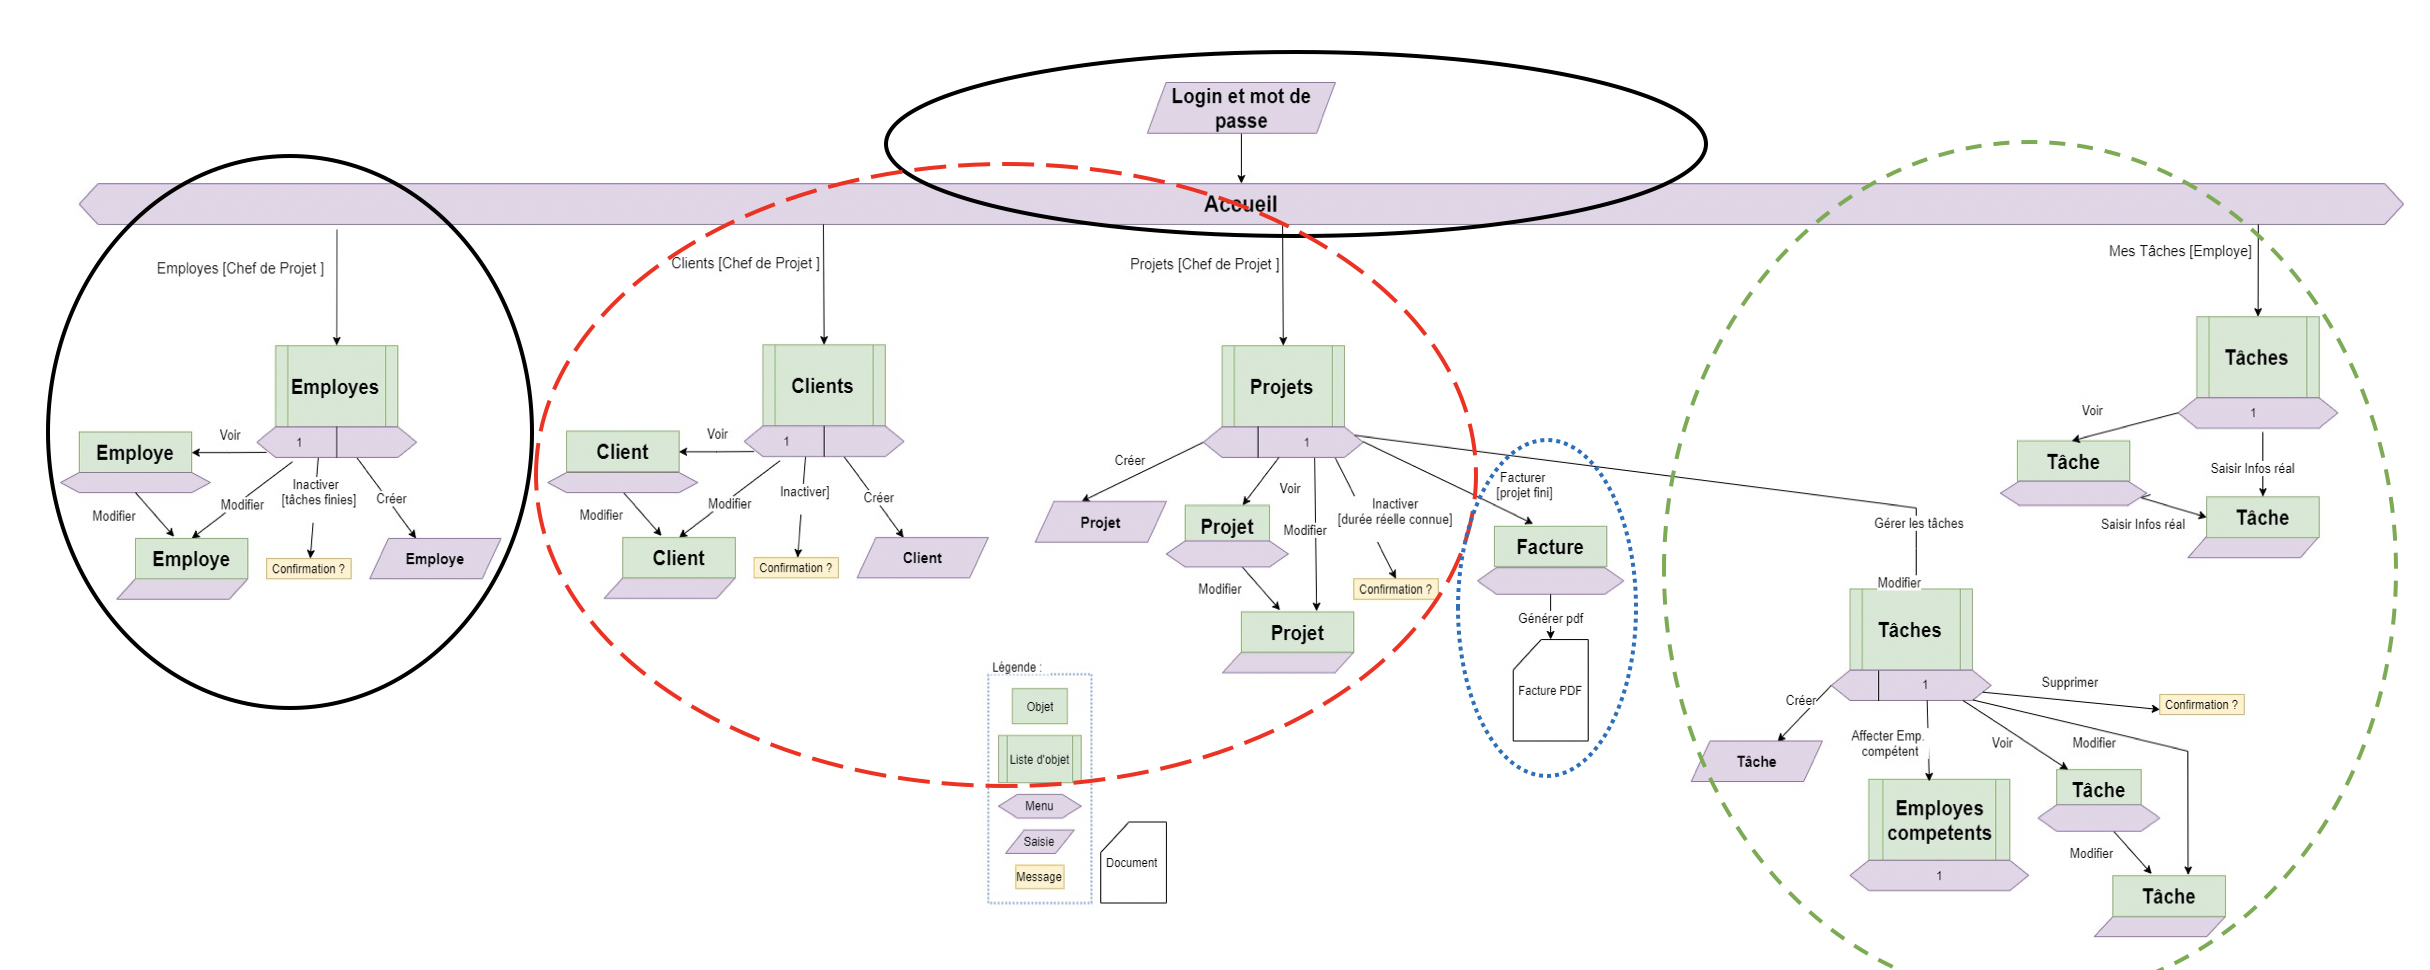 Login et mot de
passe
Accueil
Employes [Chef de Projet ]
Clients [Chef de Projet ]
Projets [Chef de Projet ]
Mes Tâches [Employe]
Employes
1
Voir
Employe
Modifier
Modifier
Inactiver
[tâches finies]
Créer
Employe
Confirmation ?
Employe
Clients
1
Voir
Client
Modifier
Modifier
Inactiver]
Créer
Client
Confirmation ?
Client
Projets
1
Créer
Projet
Voir
Projet
Modifier
Modifier
Inactiver
[durée réelle connue]
Confirmation ?
Projet
Facturer
[projet fini]
Facture
Générer pdf
Facture PDF
Gérer les tâches
Modifier
Tâches
1
Créer
Tâche
Affecter Emp.
compétent
Employes
competents
1
Voir
Tâche
Modifier
Modifier
Tâche
Supprimer
Confirmation ?
Tâches
1
Voir
Tâche
Saisir Infos réal
Saisir Infos réal
Tâche
Légende :
Objet
Liste d'objet
Menu
Saisie
Message
Document